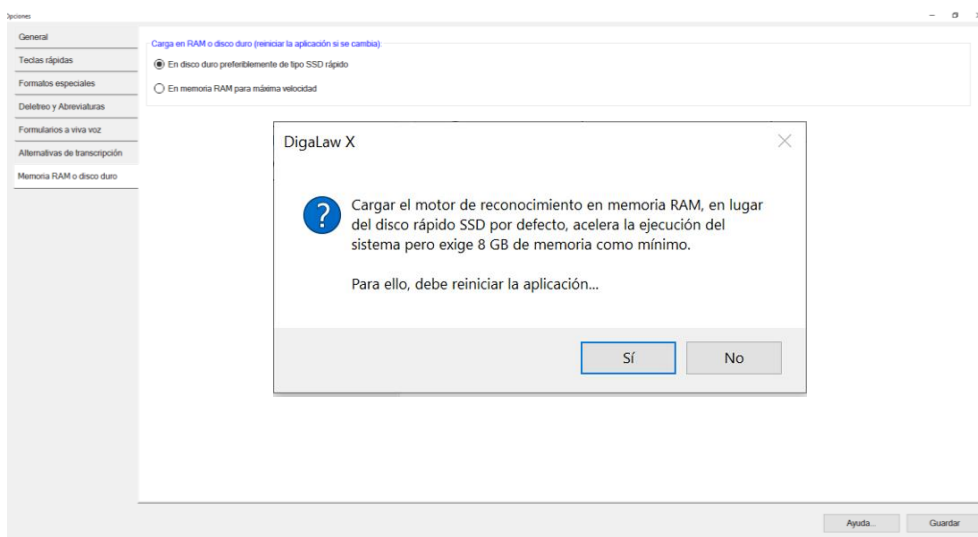 Opciones
General
Teclas rápidas
Formatos especiales
Deletreo y Abreviaturas
Formularios a viva voz
Alternativas de transcripción
Memoria RAM o disco duro
Carga en RAM o disco duro (reiniciar la aplicación si se cambia):
En disco duro preferiblemente de tipo SSD rápido
En memoria RAM para máxima velocidad
DigaLaw X
Cargar el motor de reconocimiento en memoria RAM, en lugar
del disco rápido SSD por defecto, acelera la ejecución del
sistema pero exige 8 GB de memoria como mínimo.
Para ello, debe reiniciar la aplicación...
Sí
No
Ayuda...
Guardar